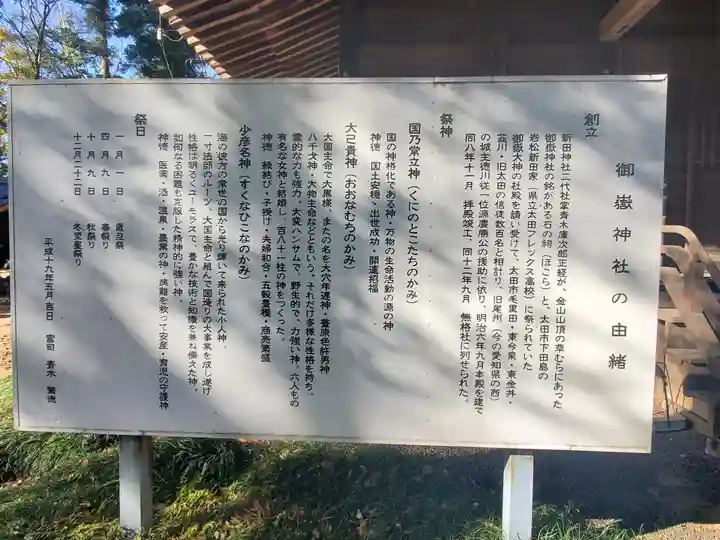 御嶽神社の由緒
創立
新田神社二代社掌青木庫次郎正経が、金山山頂の草むらにあった
御嶽神社の銘がある石の祠（ほこら）と、太田市下田島の
岩松新田家（県立太田フレックス高校）に祭られていた
御嶽大神の社殿を請い受けて、太田市毛里田・東今泉・東金井・
韮川・旧太田の信徒数百名と相計り、旧尾州（今の愛知県の西）
の城主徳川従一位源慶勝公の援助に依り、明治六年九月本殿を建て
同八年十一月　拝殿竣工、同十二年九月　無格社に列せられた。
祭神
国乃常立神（くにのとこたちのかみ）
国の神格化である神・万物の生命活動の源の神
神徳　国土安穏・出世成功・開運招福
大己貴神（おおなむちのかみ）
大国主命で大黒様、またの名を大穴牟遅神・葦原色許男神
八千戈神・大物主命などともいう。それだけ多様な性格を持ち、
霊的な力も強力。大変ハンサムで、野生的で、力強い神。六人もの
有名な女神と結婚し、百八十一柱の神をつくった。
神徳　縁結び・子授け・夫婦和合・五穀豊穣・商売繁盛
少彦名神（すくなひこなのかみ）
海の彼方の常世の国から光り輝いて来られた小人神。
一寸法師のルーツ。大国主命と組んで国造りの大事業を成し遂げ
性格は明るくユーモラスで、豊かな技術と知識を兼ね備えた神。
如何なる困難も克服した精神的に強い神。
神徳　医薬・酒・温泉・農業の神・病難を救って安産・育児の守護神
祭日
一月一日　歳旦祭
四月九日　春祭り
十月九日　秋祭り
十二月二十二日　冬至星祭り
平成十九年五月吉日　宮司　青木　繁徳